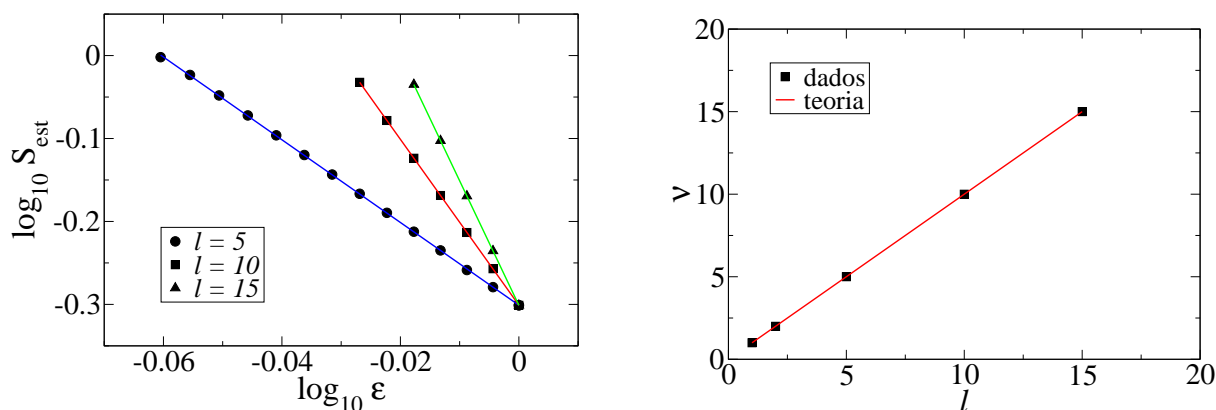 0
-0.1
-0.2
-0.3
log10 Sest
l = 5
l = 10
l = 15
-0.06 -0.04 -0.02 0
log10 ε
20
15
10
5
0
ν
dados
teoria
0 5 10 15 20
l